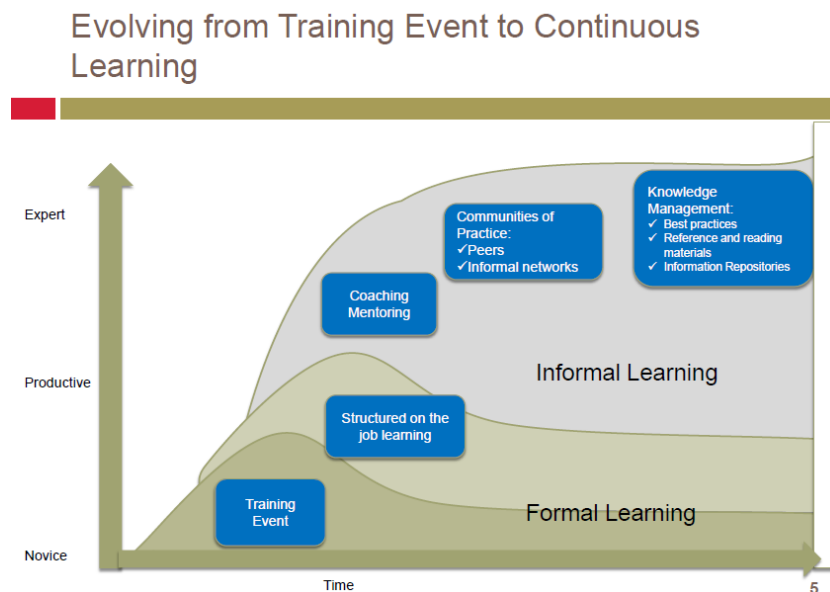 Evolving from Training Event to Continuous
Learning
Expert
Productive
Novice
Knowledge
Management:
✓ Best practices
✓ Reference and reading
materials
✓ Information Repositories
Communities of
Practice:
✓Peers
✓Informal networks
Coaching
Mentoring
Informal Learning
Structured on the
job learning
Training
Event
Formal Learning
Time
5